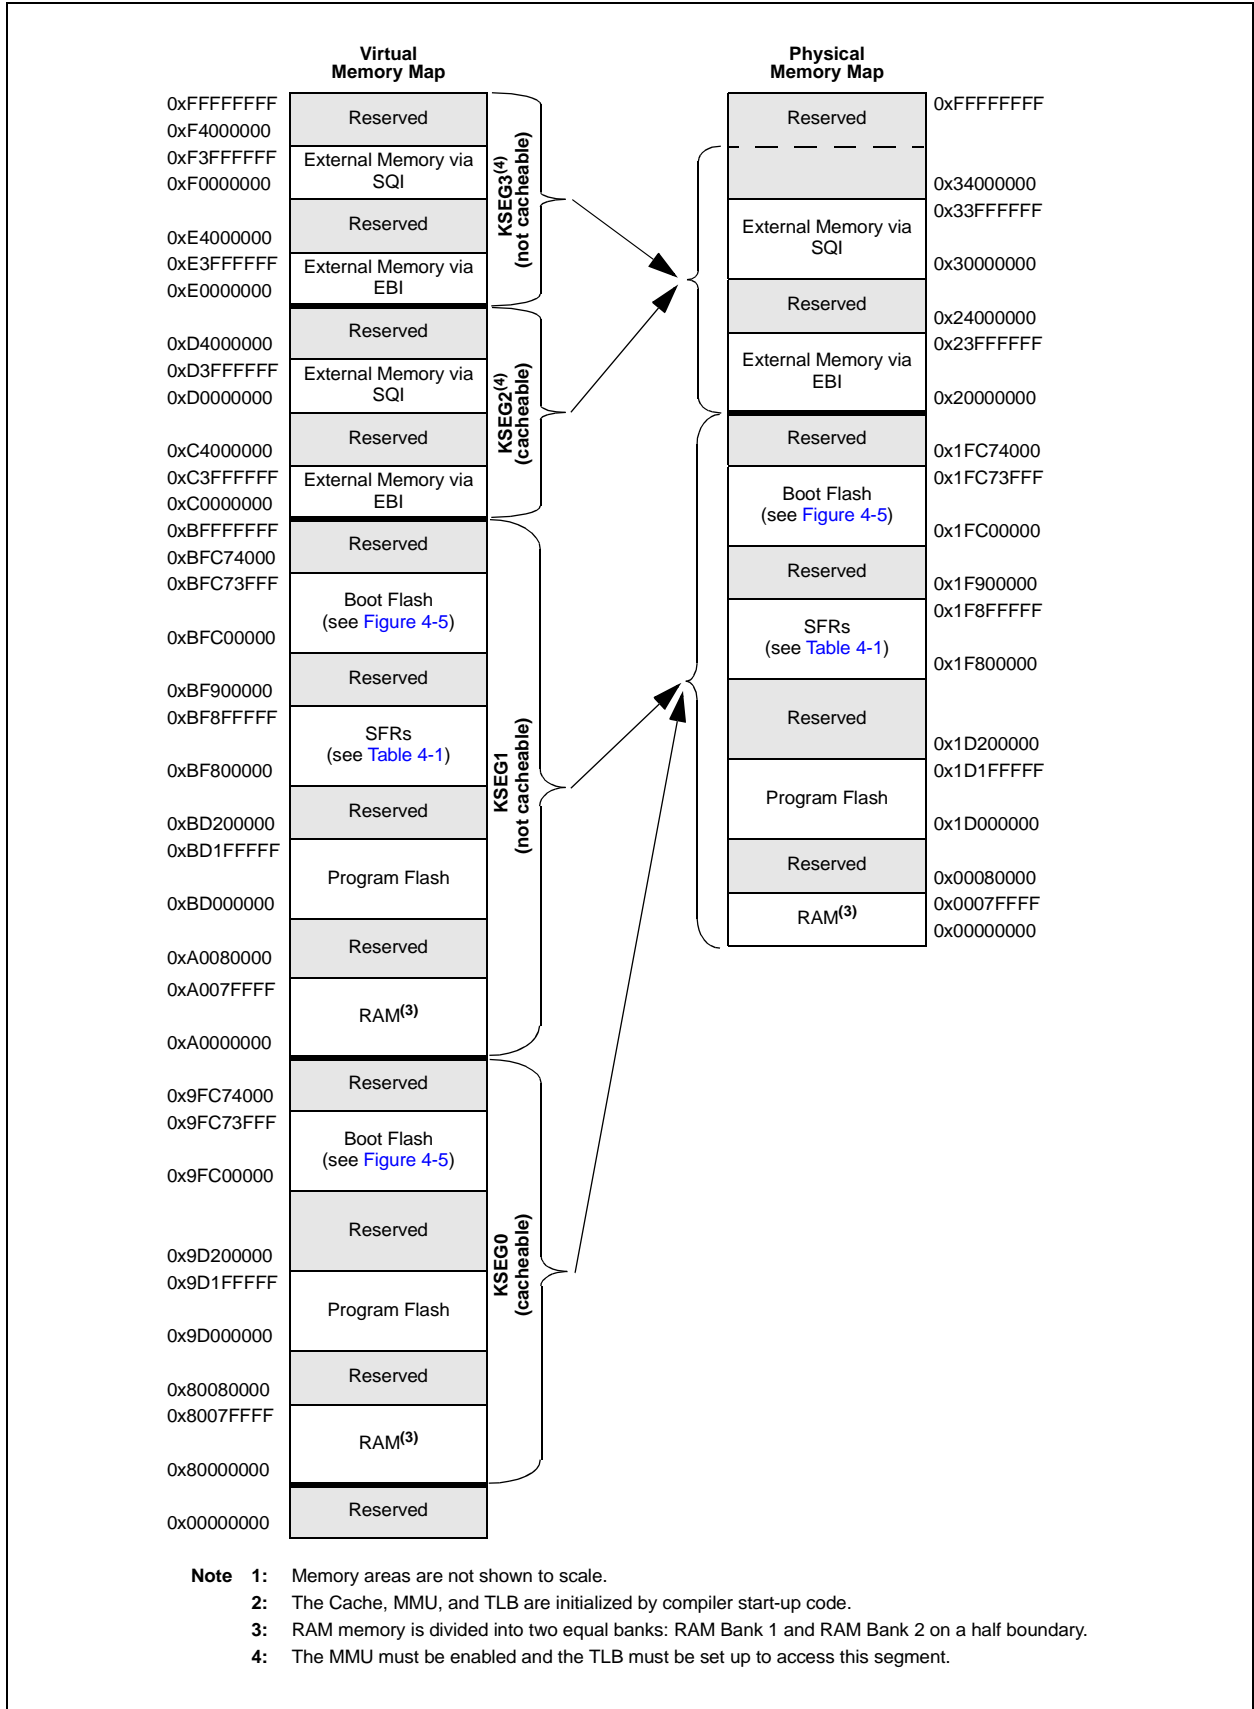 Virtual
Memory Map
0xFFFFFFFF
Reserved
0xF4000000
0xF3FFFFFF
External Memory via
SQI
0xF0000000
Reserved
0xE4000000
0xE3FFFFFF
External Memory via
EBI
0xE0000000
KSEG3(4)
(not cacheable)
Reserved
0xD4000000
0xD3FFFFFF
External Memory via
SQI
0xD0000000
Reserved
0xC4000000
0xC3FFFFFF
External Memory via
EBI
0xC0000000
KSEG2(4)
(cacheable)
0xBFFFFFFF
Reserved
0xBFC74000
0xBFC73FFF
Boot Flash
(see Figure 4-5)
0xBFC00000
Reserved
0xBF900000
0xBF8FFFFF
SFRs
(see Table 4-1)
0xBF800000
Reserved
0xBD200000
0xBD1FFFFF
Program Flash
0xBD000000
Reserved
0xA0080000
0xA007FFFF
RAM(3)
0xA0000000
KSEG1
(not cacheable)
Reserved
0x9FC74000
0x9FC73FFF
Boot Flash
(see Figure 4-5)
0x9FC00000
Reserved
0x9D200000
0x9D1FFFFF
Program Flash
0x9D000000
Reserved
0x80080000
0x8007FFFF
RAM(3)
0x80000000
KSEG0
(cacheable)
Reserved
0x00000000
Physical
Memory Map
Reserved
0xFFFFFFFF
0x34000000
0x33FFFFFF
External Memory via
SQI
0x30000000
Reserved
0x24000000
0x23FFFFFF
External Memory via
EBI
0x20000000
Reserved
0x1FC74000
0x1FC73FFF
Boot Flash
(see Figure 4-5)
0x1FC00000
Reserved
0x1F900000
0x1F8FFFFF
SFRs
(see Table 4-1)
0x1F800000
Reserved
0x1D200000
0x1D1FFFFF
Program Flash
0x1D000000
Reserved
0x00080000
0x0007FFFF
RAM(3)
0x00000000
Note 1: Memory areas are not shown to scale.
2: The Cache, MMU, and TLB are initialized by compiler start-up code.
3: RAM memory is divided into two equal banks: RAM Bank 1 and RAM Bank 2 on a half boundary.
4: The MMU must be enabled and the TLB must be set up to access this segment.